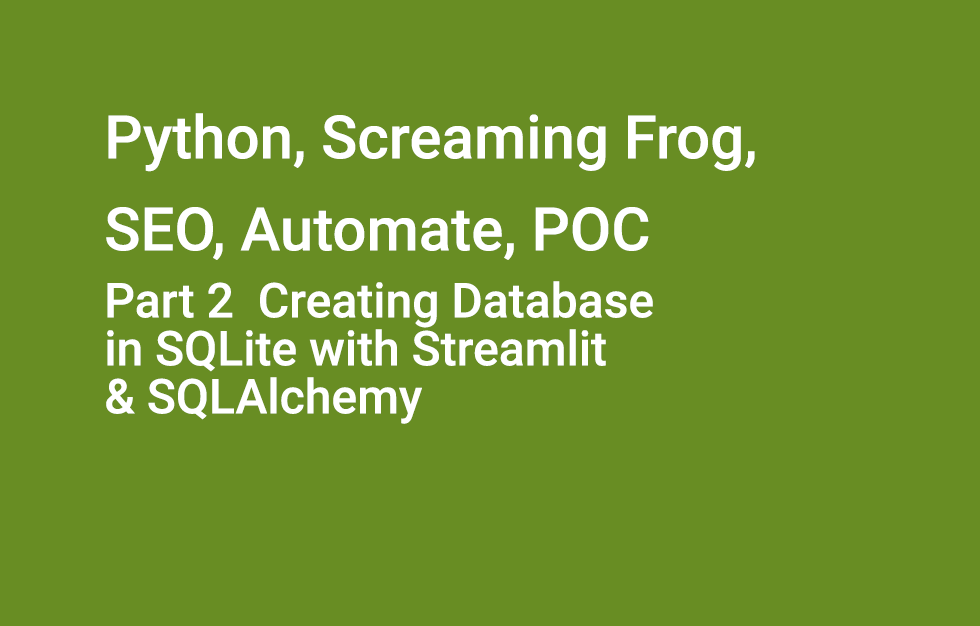 Python, Screaming Frog,
SEO, Automate, POC
Part 2  Creating Database
in SQLite with Streamlit
& SQLAlchemy